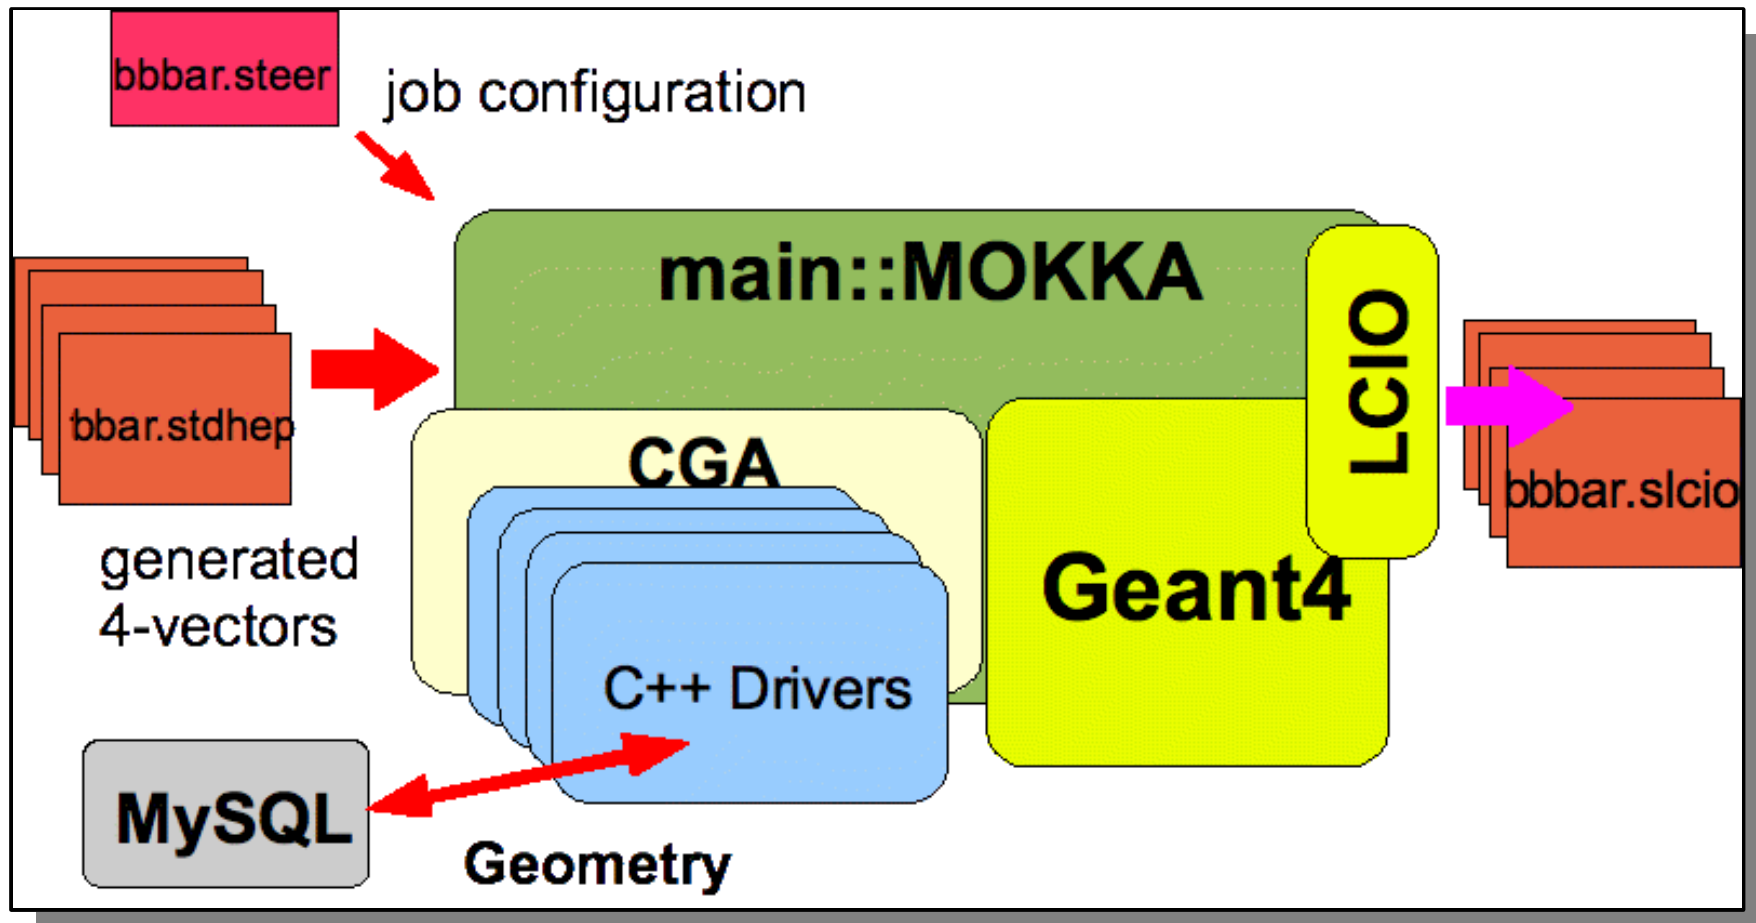 bbbar.steer
job configuration
main::MOKKA
LCIO
bbar.stdhep
CGA
bbbar.slcio
generated
4-vectors
Geant4
C++ Drivers
MySQL
Geometry